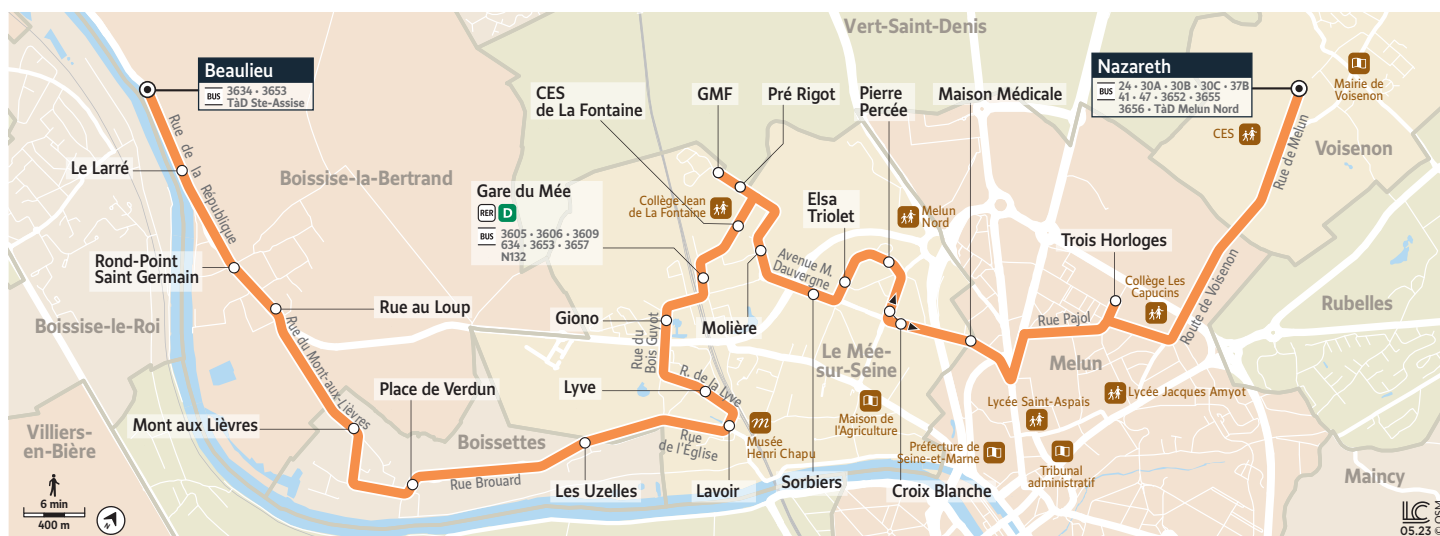 Beaulieu
BUS
3634 • 3653
TàD Ste-Assise
Le Larré
Rue de la République
Boissise-la-Bertrand
Rond-Point
Saint Germain
Rue au Loup
Boissise-le-Roi
Rue du Mont-aux-Lièvres
Place de Verdun
Mont aux Lièvres
Villiers-
en-Bière
6 min
400 m
N
Boissettes
Rue Brouard
Les Uzelles
Rue
de l'Église
Lavoir
Musée
Henri Chapu
R. de la Lyve
Lyve
Rue du
Bois Guyot
Giono
Gare du Mée
RER D
BUS
3605 • 3606 • 3609
634 • 3653 • 3657
N132
CES
de La Fontaine
Collège Jean
de La Fontaine
GMF
Pré Rigot
Molière
Avenue M.
Dauvergne
Sorbiers
Elsa
Triolet
Pierre
Percée
Melun
Nord
Vert-Saint-Denis
Maison Médicale
Le Mée-
sur-Seine
Maison de
l'Agriculture
Croix Blanche
Préfecture de
Seine-et-Marne
Lycée Saint-Aspais
Tribunal
administratif
Lycée Jacques Amyot
Melun
Rue Pajol
Trois Horloges
Collège Les
Capucins
Route de Voisenon
Rue de Melun
Nazareth
BUS
24 • 30A • 30B • 30C • 37B
41 • 47 • 3652 • 3655
3656 • TàD Melun Nord
CES
Mairie de
Voisenon
Voisenon
Rubelles
Maincy
LC
05.23 © OSM